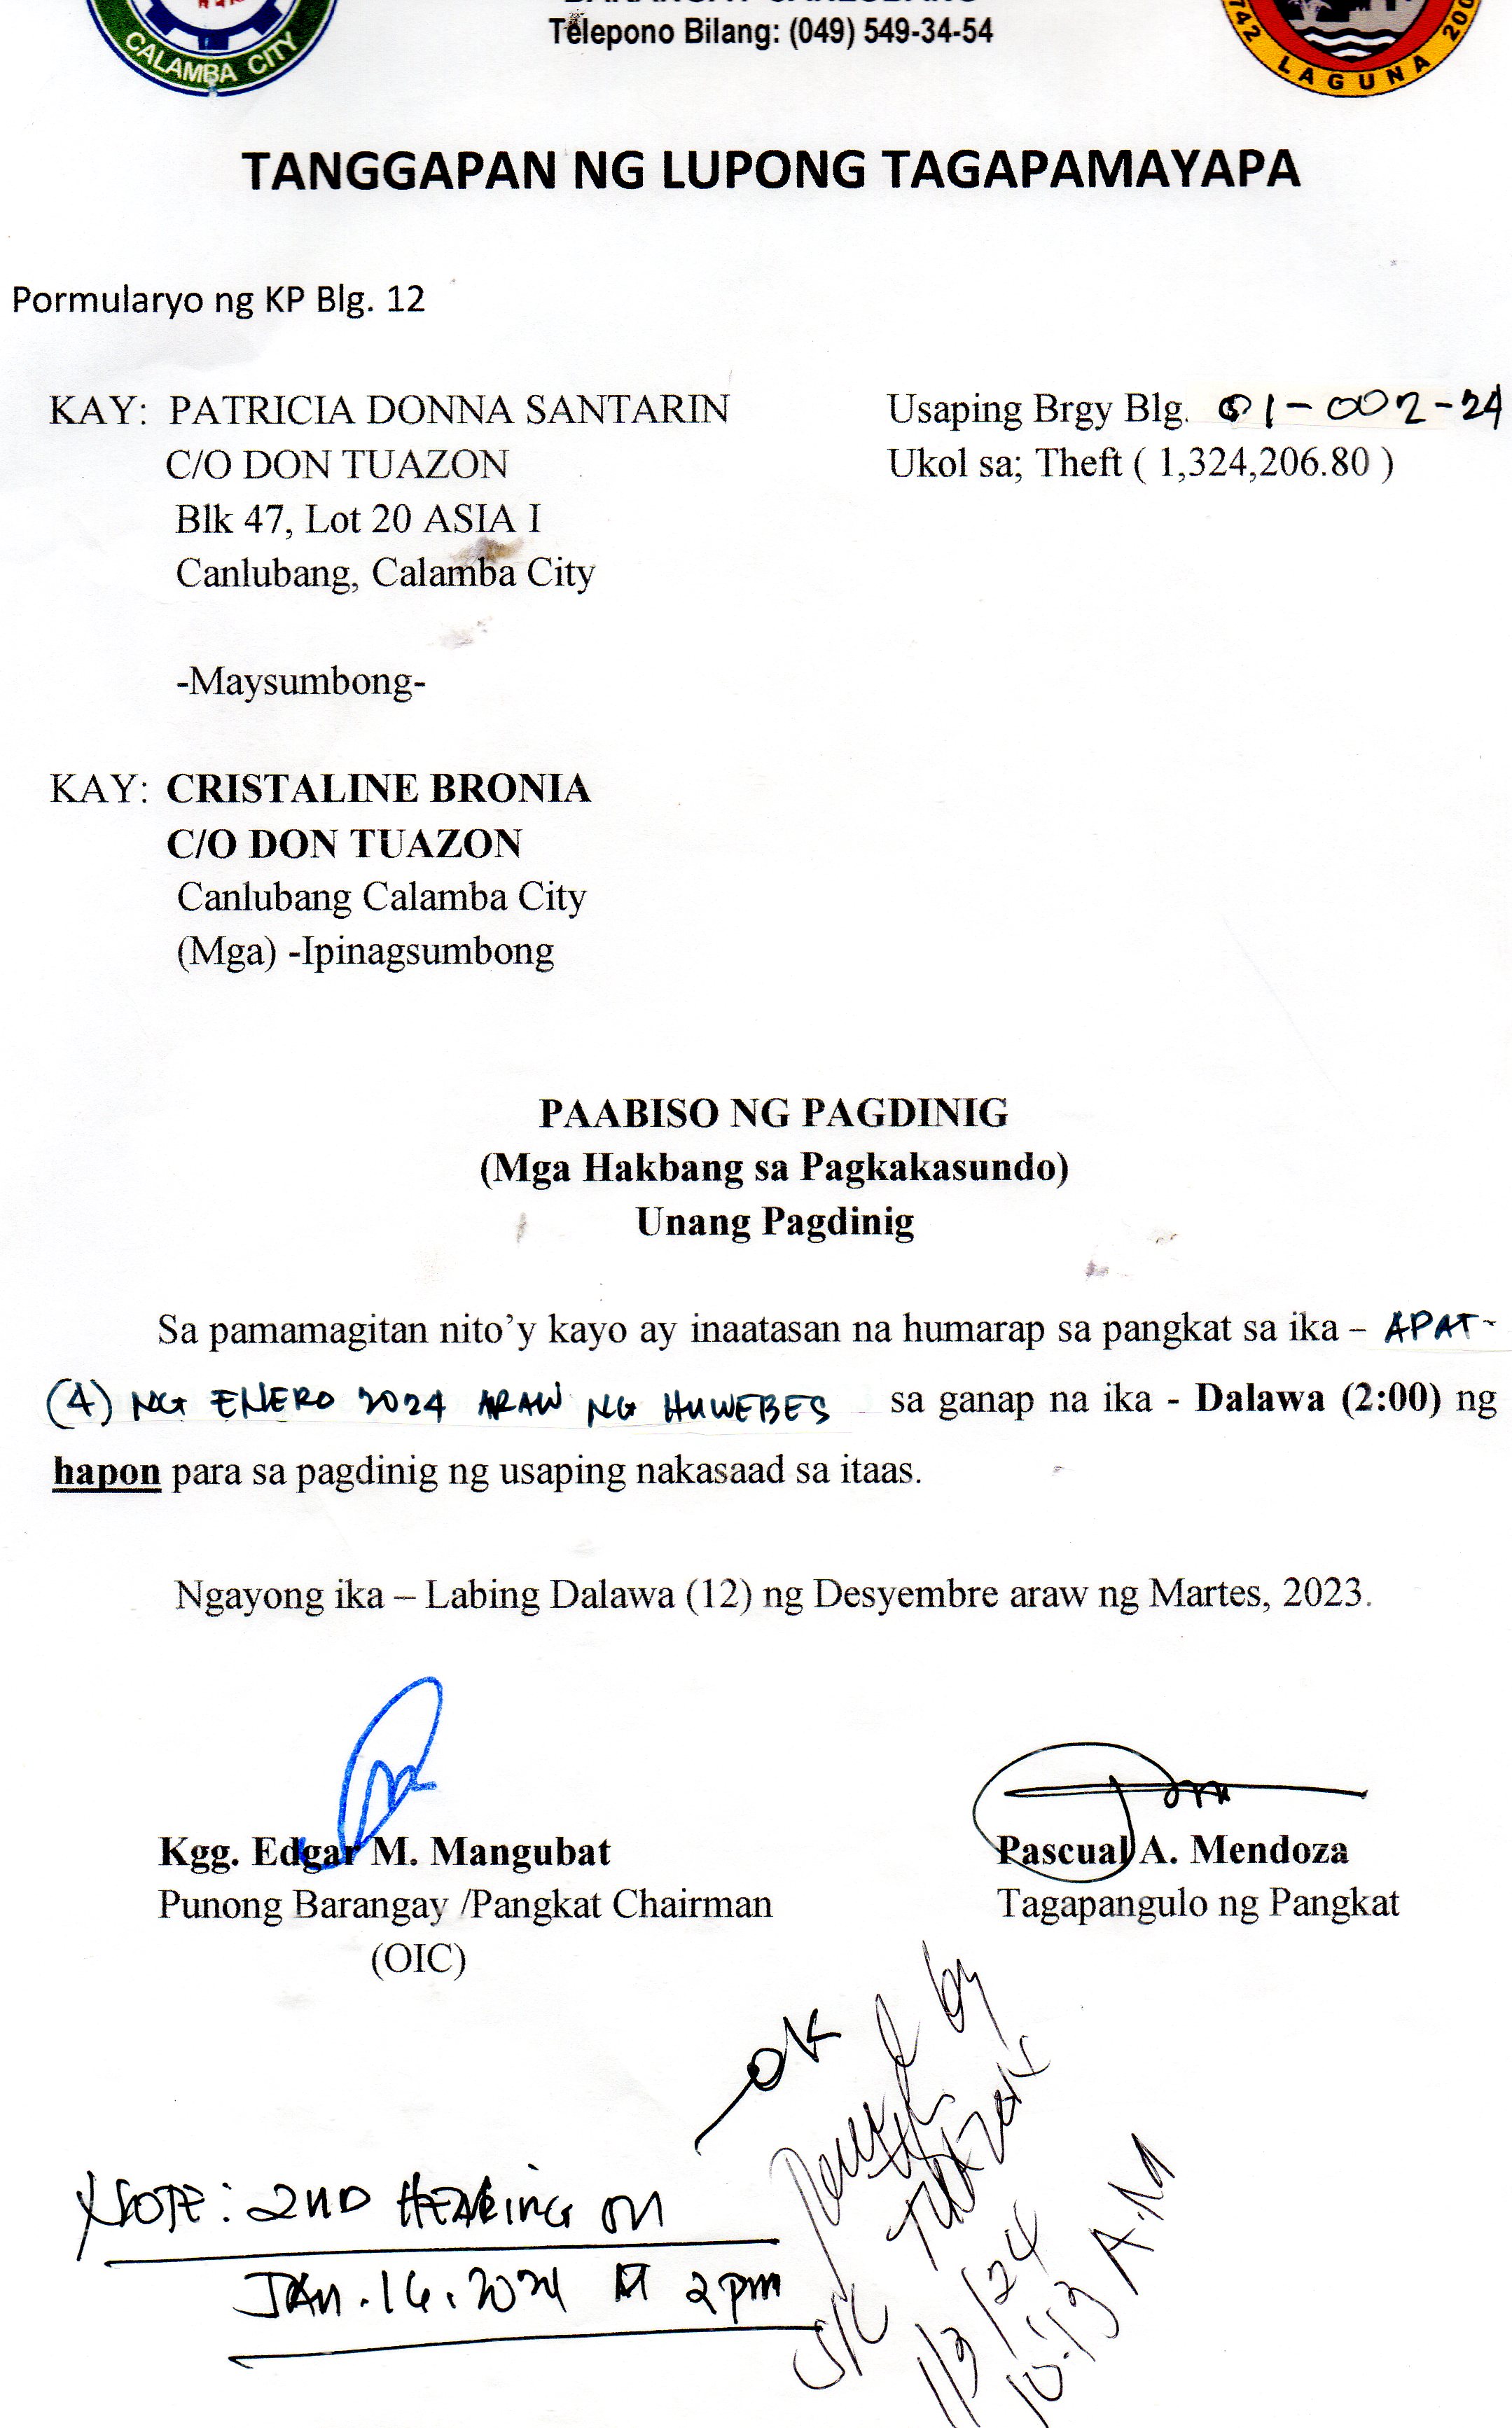 CALAMBA CITY
Telepono Bilang: (049) 549-34-54
742 LAGUNA 200
TANGGAPAN NG LUPONG TAGAPAMAYAPA
Pormularyo ng KP Blg. 12
KAY: PATRICIA DONNA SANTARIN
C/O DON TUAZON
Blk 47, Lot 20 ASIA I
Canlubang, Calamba City
-Maysumbong-
Usaping Brgy Blg. 01-002-24
Ukol sa; Theft ( 1,324,206.80 )
KAY: CRISTALINE BRONIA
C/O DON TUAZON
Canlubang Calamba City
(Mga) -Ipinagsumbong
PAABISO NG PAGDINIG
(Mga Hakbang sa Pagkakasundo)
Unang Pagdinig
Sa pamamagitan nito'y kayo ay inaatasan na humarap sa pangkat sa ika – APAT-
(4) NG ENERO 2024 ARAW NG HUWEBES sa ganap na ika - Dalawa (2:00) ng
hapon para sa pagdinig ng usaping nakasaad sa itaas.
Ngayong ika – Labing Dalawa (12) ng Desyembre araw ng Martes, 2023.
Kgg. Edgar M. Mangubat
Punong Barangay /Pangkat Chairman
(OIC)
Pascual A. Mendoza
Tagapangulo ng Pangkat
OK
NOTE: 2ND HEARING ON
JAN. 16, 2024 2pm
by
1/3/24
10:13 A.M